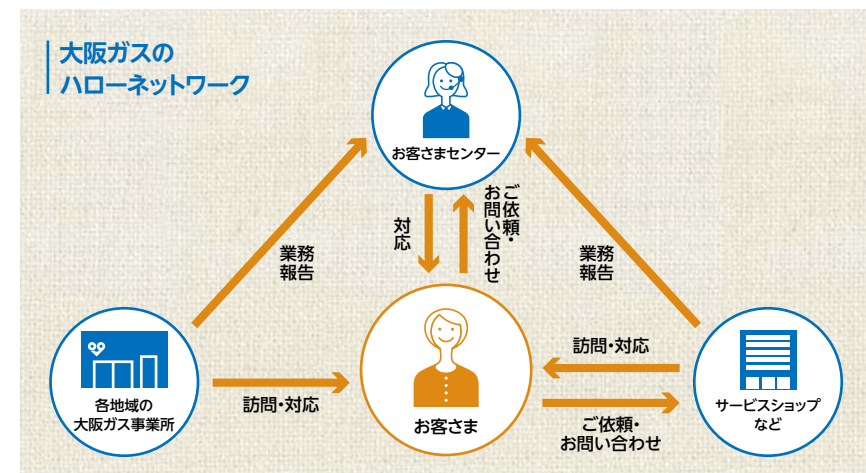 大阪ガスの
ハローネットワーク
お客さまセンター
対応
ご依頼・
お問い合わせ
業務
報告
業務
報告
訪問・対応
各地域の
大阪ガス事業所
訪問・対応
お客さま
ご依頼・
お問い合わせ
サービスショップ
など